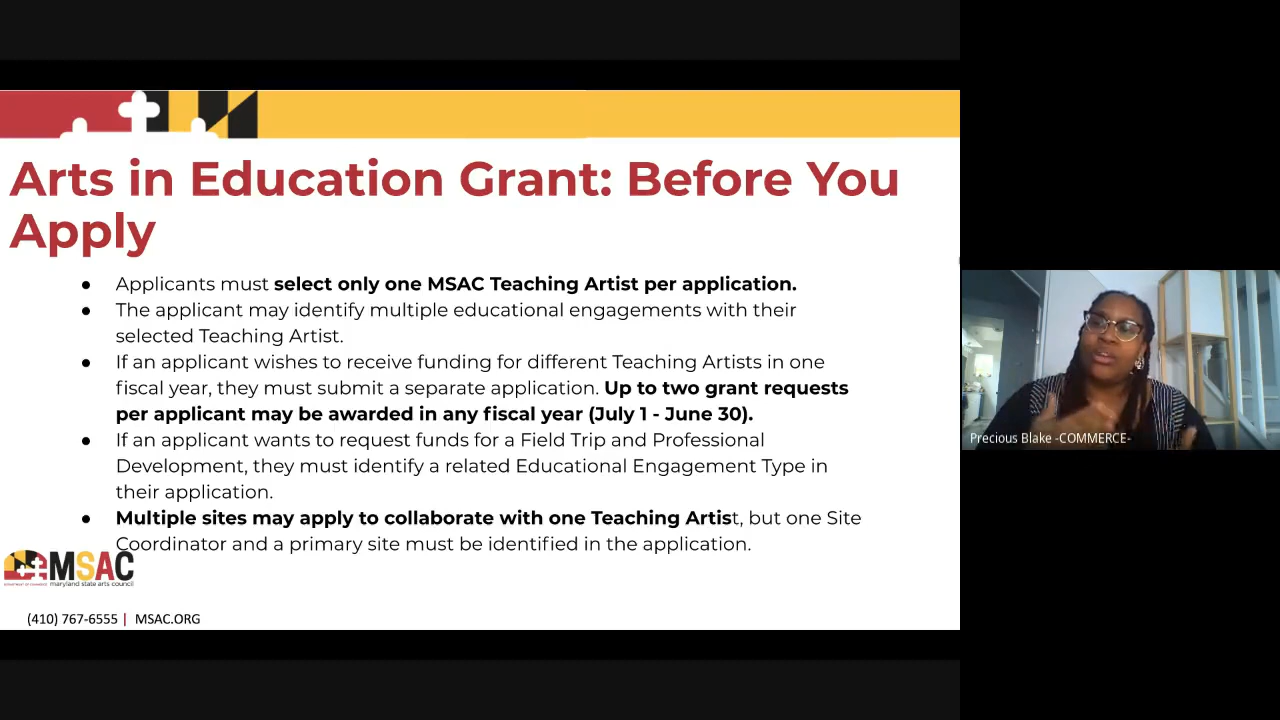 Arts in Education Grant: Before You
Apply
● Applicants must select only one MSAC Teaching Artist per application.
● The applicant may identify multiple educational engagements with their
selected Teaching Artist.
● If an applicant wishes to receive funding for different Teaching Artists in one
fiscal year, they must submit a separate application. Up to two grant requests
per applicant may be awarded in any fiscal year (July 1 - June 30).
● If an applicant wants to request funds for a Field Trip and Professional
Development, they must identify a related Educational Engagement Type in
their application.
● Multiple sites may apply to collaborate with one Teaching Artist, but one Site
Coordinator and a primary site must be identified in the application.
MSAC
DEPARTMENT OF COMMERCE maryland state arts council
(410) 767-6555 | MSAC.ORG
Precious Blake -COMMERCE-